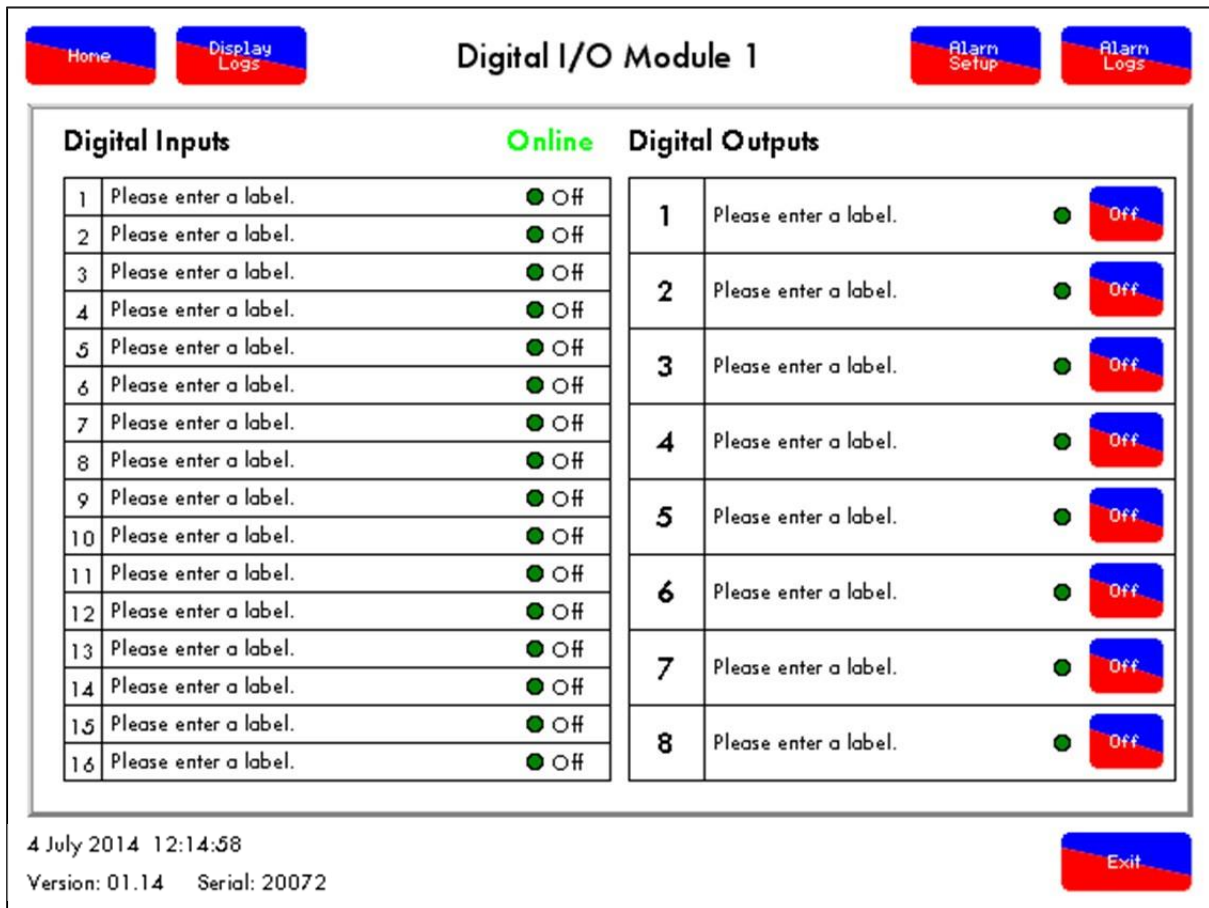 Home
Display Logs
Digital I/O Module 1
Alarm Setup
Alarm Logs
Digital Inputs
Online
1 Please enter a label. Off
2 Please enter a label. Off
3 Please enter a label. Off
4 Please enter a label. Off
5 Please enter a label. Off
6 Please enter a label. Off
7 Please enter a label. Off
8 Please enter a label. Off
9 Please enter a label. Off
10 Please enter a label. Off
11 Please enter a label. Off
12 Please enter a label. Off
13 Please enter a label. Off
14 Please enter a label. Off
15 Please enter a label. Off
16 Please enter a label. Off
Digital Outputs
1 Please enter a label. Off
2 Please enter a label. Off
3 Please enter a label. Off
4 Please enter a label. Off
5 Please enter a label. Off
6 Please enter a label. Off
7 Please enter a label. Off
8 Please enter a label. Off
4 July 2014 12:14:58
Version: 01.14 Serial: 20072
Exit